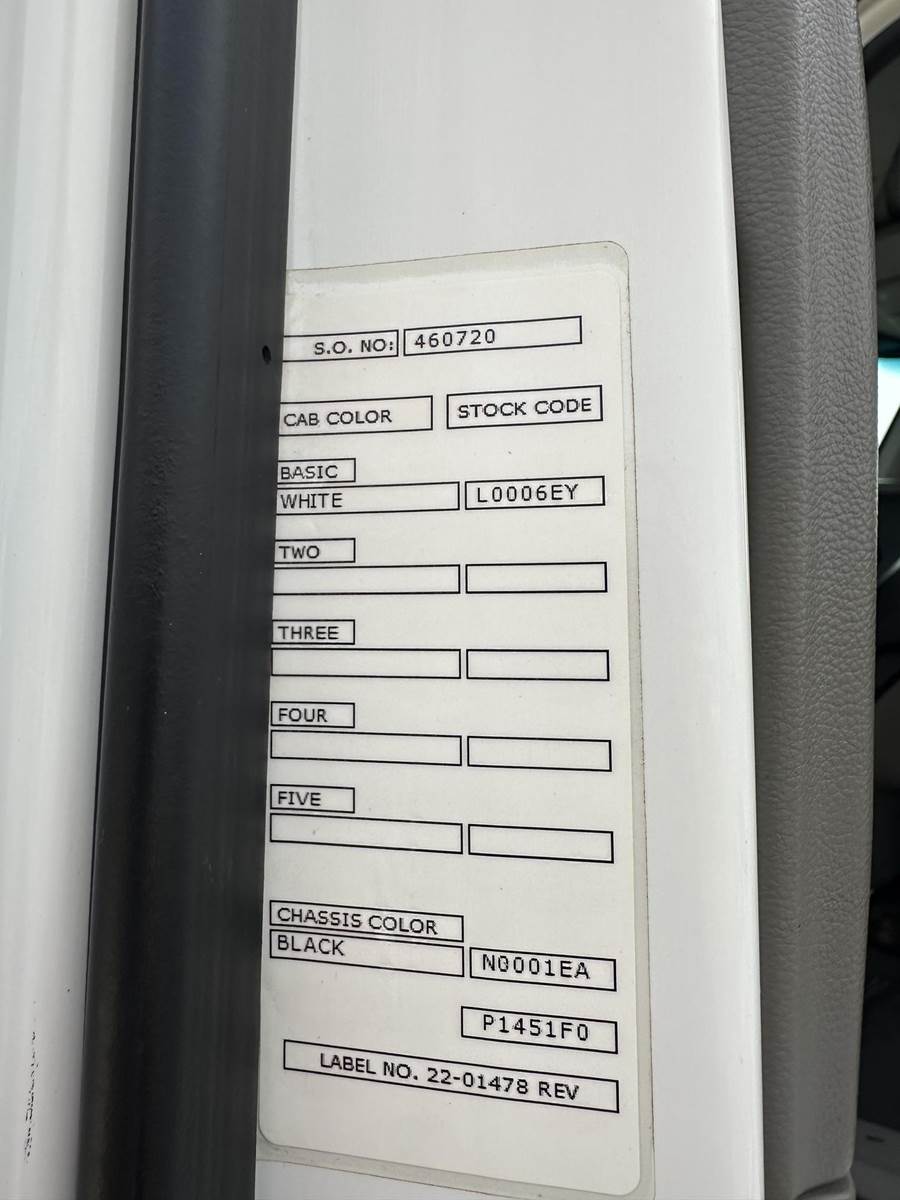 S.O. NO: 460720
CAB COLOR STOCK CODE
BASIC
WHITE L0006EY
TWO
THREE
FOUR
FIVE
CHASSIS COLOR
BLACK N0001EA
P1451F0
LABEL NO. 22-01478 REV